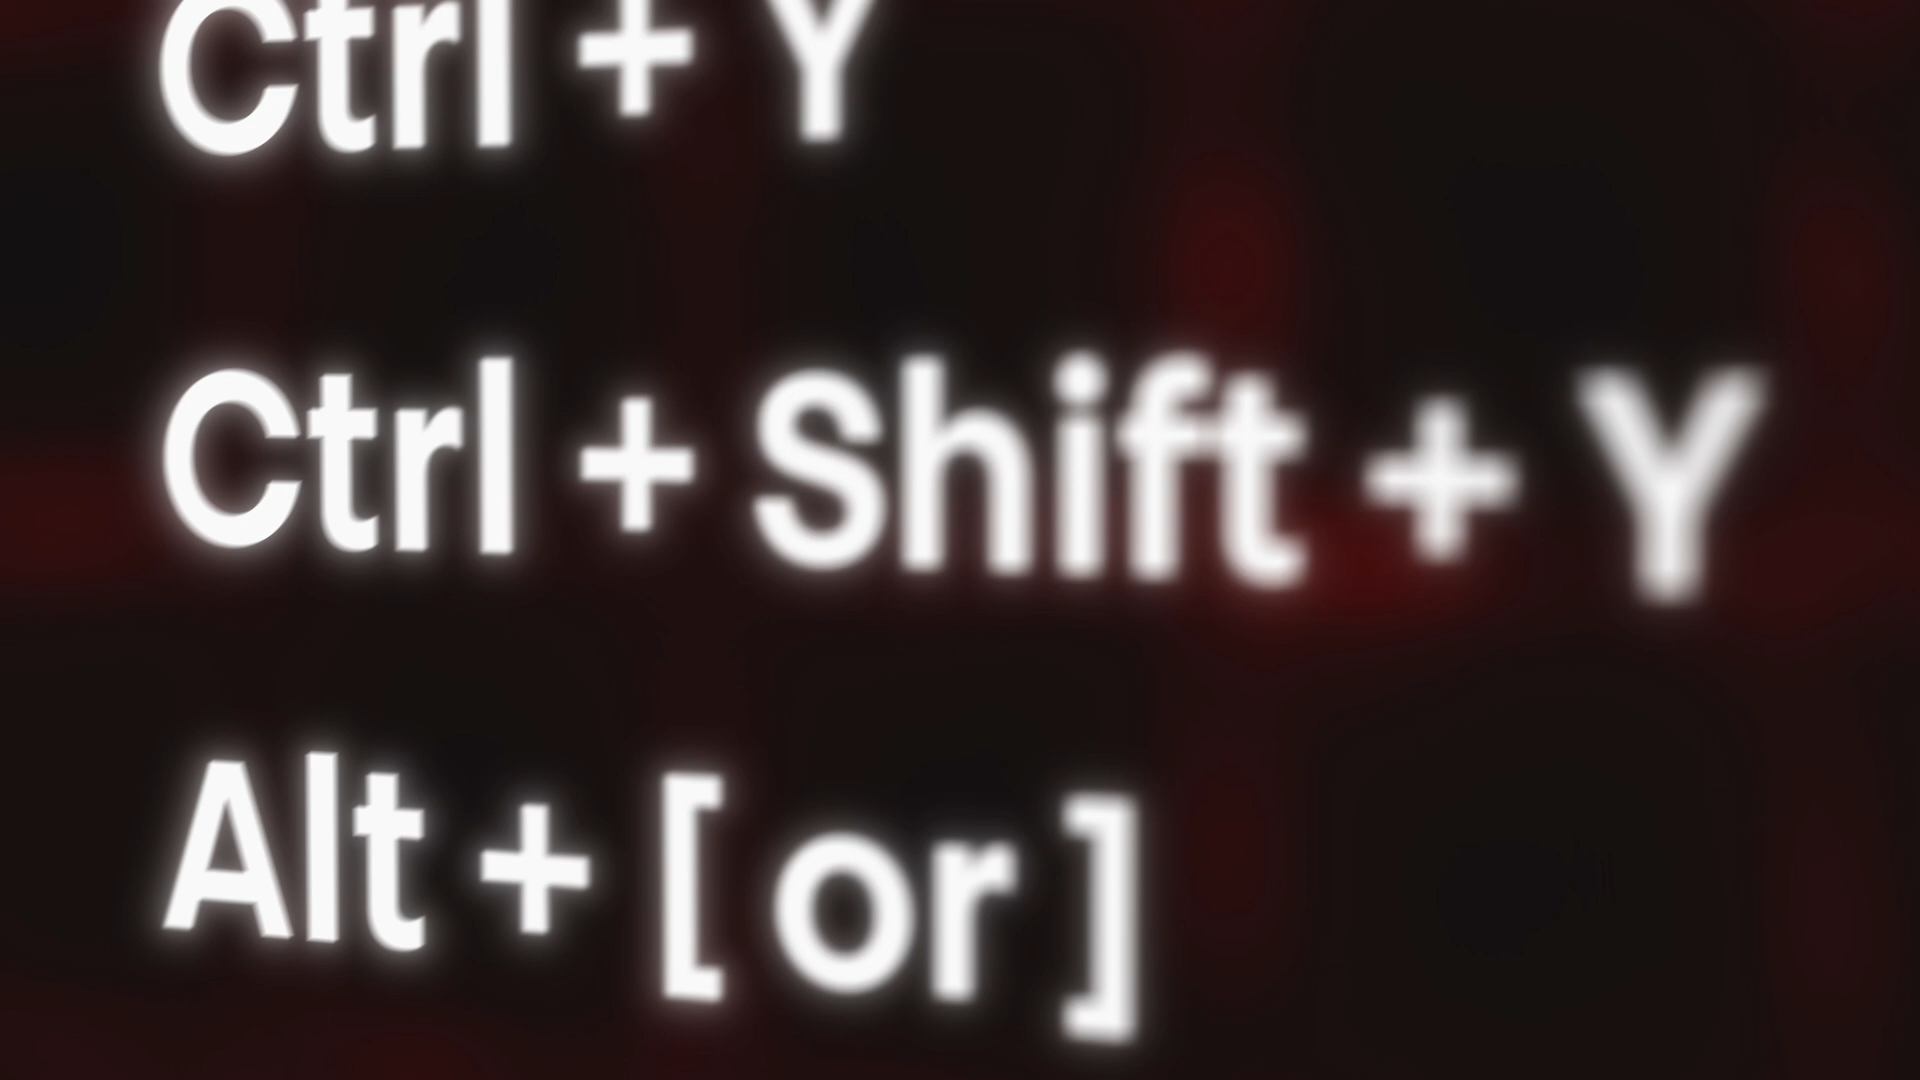 Ctrl + Y
Ctrl + Shift + Y
Alt + [ or ]